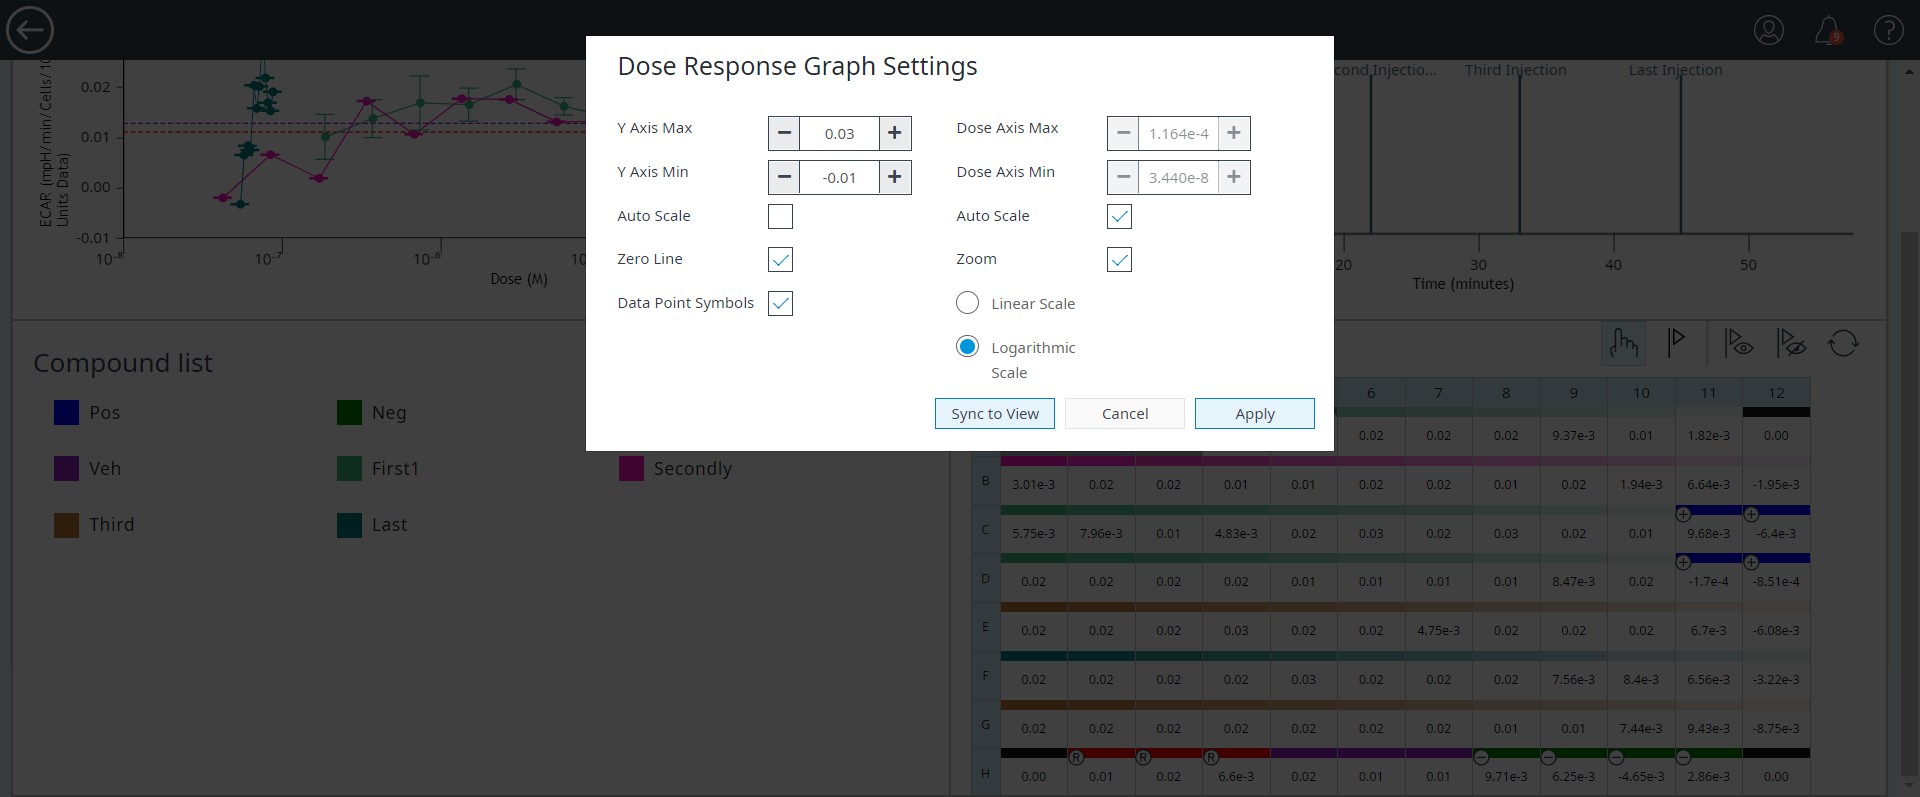 9
?
Dose Response Graph Settings
Y Axis Max
0.03
Dose Axis Max
1.164e-4
Y Axis Min
-0.01
Dose Axis Min
3.440e-8
Auto Scale
Auto Scale
Zero Line
Zoom
Data Point Symbols
Linear Scale
Logarithmic
Scale
Sync to View
Cancel
Apply
ECAR (mpH/min/Cells/10
Units Data)
0.02
0.01
0.00
-0.01
10⁻⁸
10⁻⁷
10⁻⁶
10
Dose (M)
cond Injectio...
Third Injection
Last Injection
20
30
40
50
Time (minutes)
Compound list
Pos
Neg
Veh
First1
Secondly
Third
Last
6 7 8 9 10 11 12
0.02 0.02 0.02 9.37e-3 0.01 1.82e-3 0.00
B 3.01e-3 0.02 0.02 0.01 0.01 0.02 0.02 0.01 0.02 1.94e-3 6.64e-3 -1.95e-3
C 5.75e-3 7.96e-3 0.01 4.83e-3 0.02 0.03 0.02 0.03 0.02 0.01 9.68e-3 -6.4e-3
D 0.02 0.02 0.02 0.02 0.01 0.01 0.01 0.01 8.47e-3 0.02 -1.7e-4 -8.51e-4
E 0.02 0.02 0.02 0.03 0.02 0.02 4.75e-3 0.02 0.02 0.02 6.7e-3 -6.08e-3
F 0.02 0.02 0.02 0.02 0.03 0.02 0.02 0.02 7.56e-3 8.4e-3 6.56e-3 -3.22e-3
G 0.02 0.02 0.02 0.02 0.02 0.02 0.02 0.01 0.01 7.44e-3 9.43e-3 -8.75e-3
R R R
H 0.00 0.01 0.02 6.6e-3 0.02 0.01 0.01 9.71e-3 6.25e-3 -4.65e-3 2.86e-3 0.00